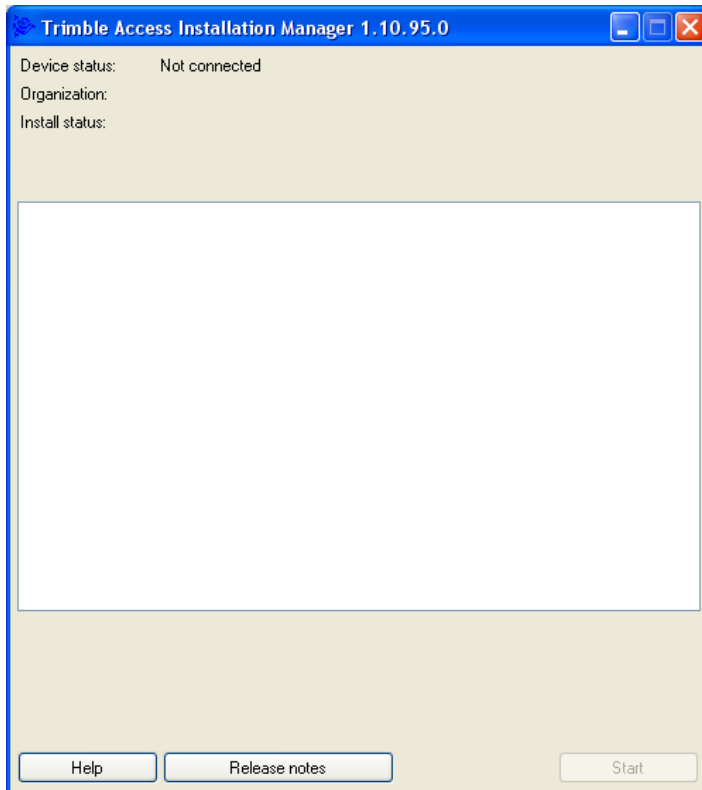 Trimble Access Installation Manager 1.10.95.0
Device status: Not connected
Organization:
Install status:
Help Release notes Start